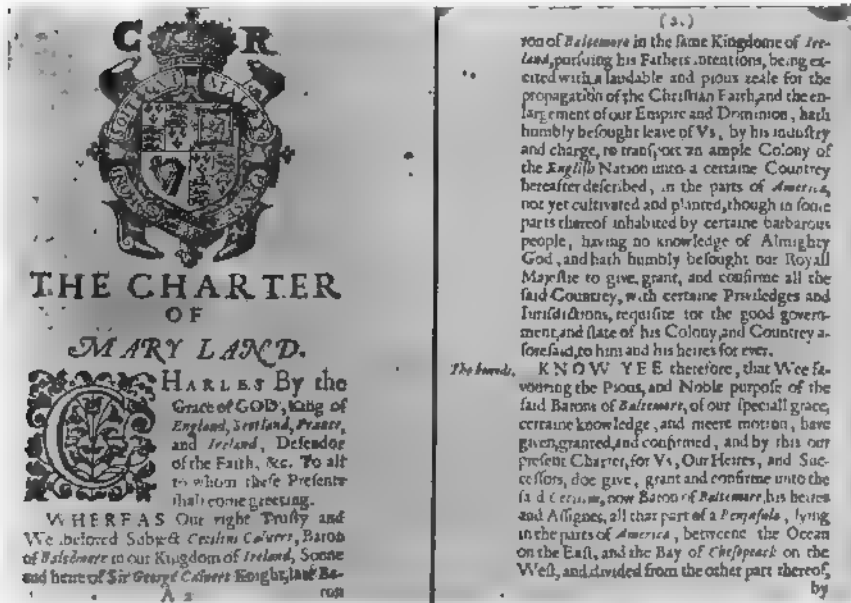 C R
THE CHARTER
OF
MARY LAND.
CHARLES By the
Grace of GOD, King of
England, Scotland, France,
and Ireland, Defendor
of the Faith, &c. To all
to whom theſe Preſents
ſhall come greeting.
WHEREAS Our right Truſty and
Welbeloved Subject Cecilius Calvert, Baron
of Baltemore in our Kingdom of Ireland, Sonne
and heire of Sir George Calvert Knight, late Ba-
A 2 ron
(2.)
ron of Baltemore in the ſame Kingdome of Ire-
land, purſuing his Fathers intentions, being ex-
cited with a laudable and pious zeale for the
propagation of the Chriſtian Faith, and the en-
largement of our Empire and Dominion, hath
humbly beſought leave of Vs, by his induſtry
and charge, to tranſport an ample Colony of
the Engliſh Nation unto a certaine Countrey
hereafter deſcribed, in the parts of America,
not yet cultivated and planted, though in ſome
parts thereof inhabited by certaine barbarous
people, having no knowledge of Almighty
God, and hath humbly beſought our Royall
Majeſtie to give, grant, and confirme all the
ſaid Countrey, with certaine Priviledges and
Iurisdictions, requiſite for the good govern-
ment, and ſtate of his Colony, and Countrey a-
foreſaid, to him and his heires for ever.
The bounds.
KNOW YEE therefore, that Wee fa-
vouring the Pious, and Noble purpoſe of the
ſaid Barons of Baltemore, of our ſpeciall grace,
certaine knowledge, and meere motion, have
given, granted, and confirmed, and by this our
preſent Charter, for Vs, Our Heires, and Suc-
ceſſors, doe give, grant and confirme unto the
ſaid Cecilius, now Baron of Baltemore, his heires
and Aſſignes, all that part of a Penjnſula, lying
in the parts of America, betweene the Ocean
on the Eaſt, and the Bay of Cheſopeack on the
Weſt, and divided from the other part thereof,
by